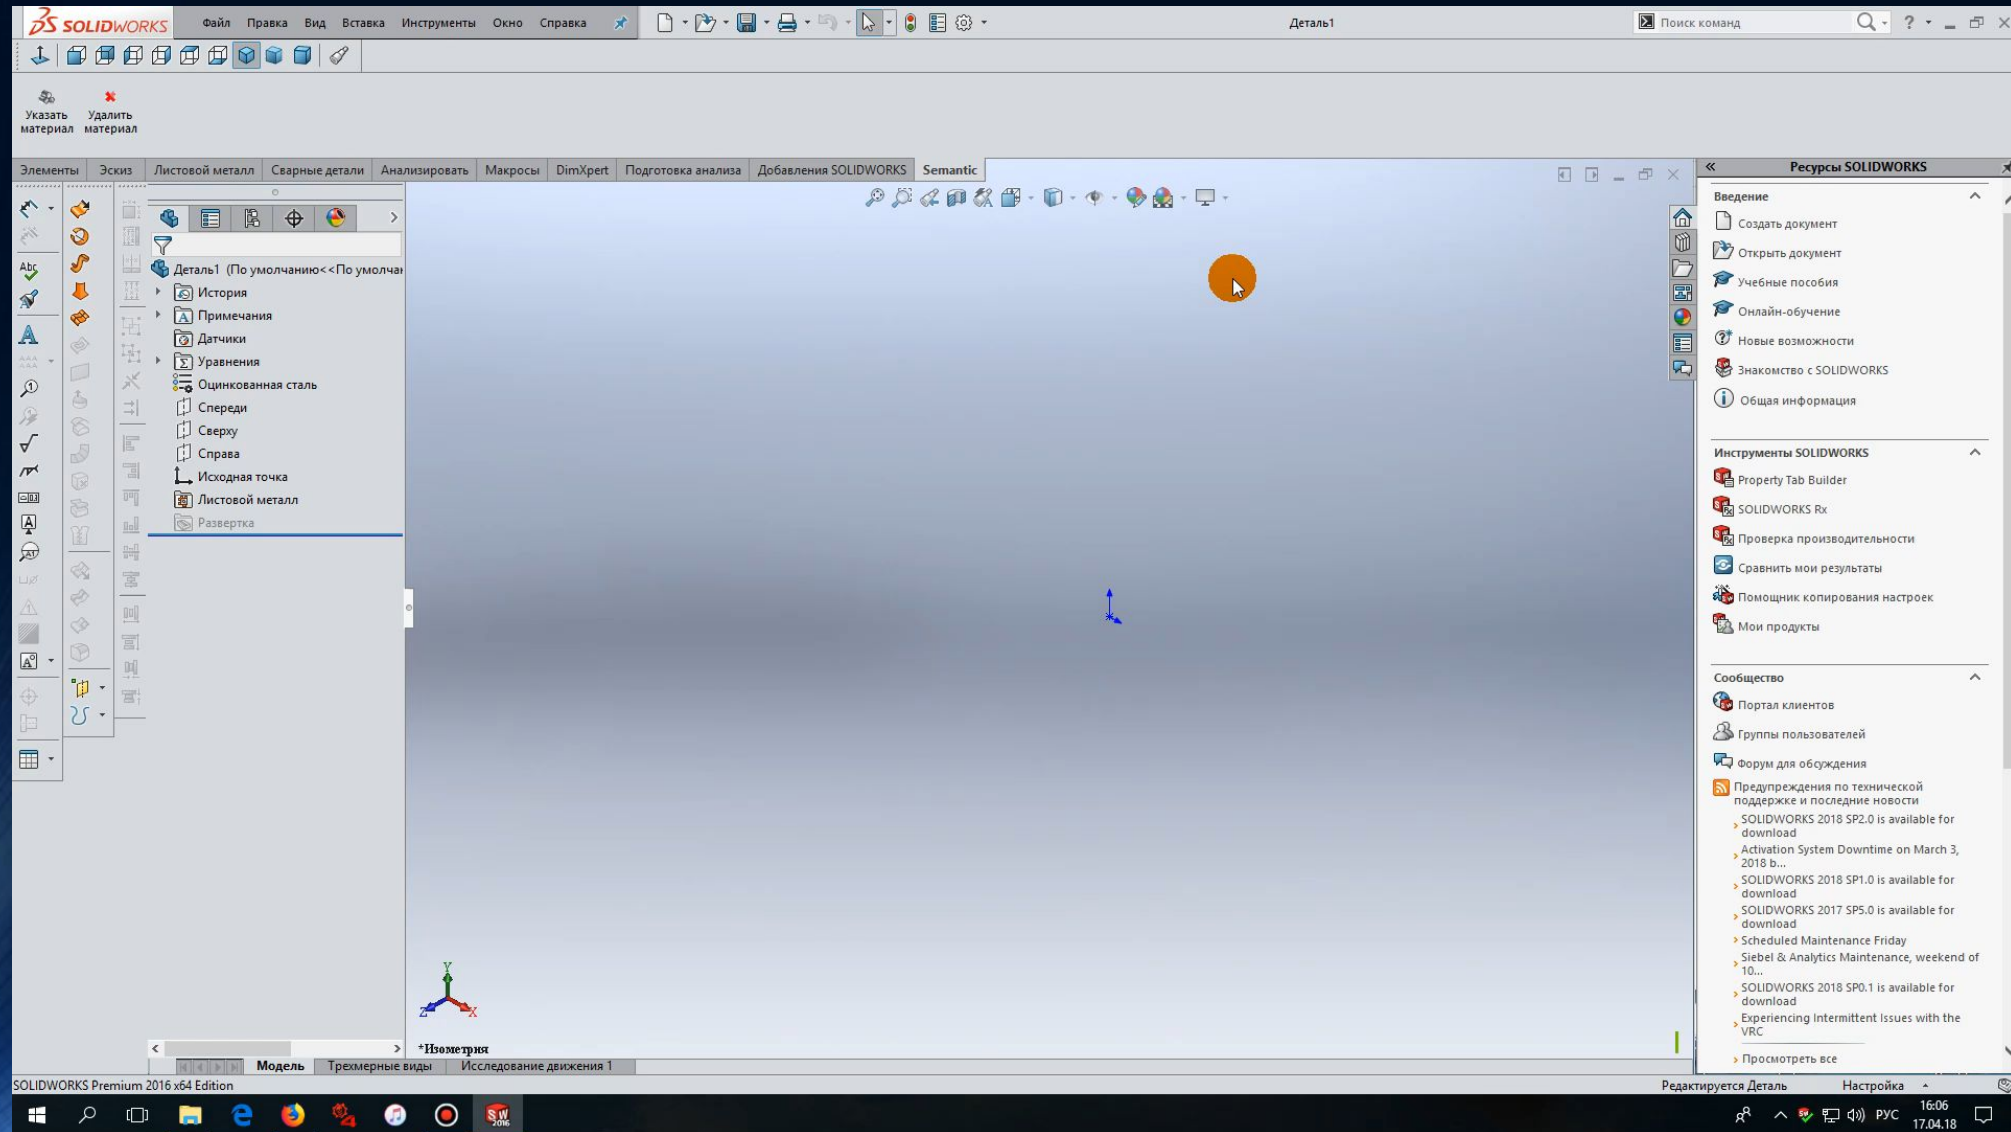 SOLIDWORKS
Файл Правка Вид Вставка Инструменты Окно Справка
Деталь1
Поиск команд
Указать материал
Удалить материал
Элементы Эскиз Листовой металл Сварные детали Анализировать Макросы DimXpert Подготовка анализа Добавления SOLIDWORKS Semantic
Деталь1 (По умолчанию<<По умолчан
История
Примечания
Датчики
Уравнения
Оцинкованная сталь
Спереди
Сверху
Справа
Исходная точка
Листовой металл
Развертка
Y
Z
X
*Изометрия
Модель Трехмерные виды Исследование движения 1
Ресурсы SOLIDWORKS
Введение
Создать документ
Открыть документ
Учебные пособия
Онлайн-обучение
Новые возможности
Знакомство с SOLIDWORKS
Общая информация
Инструменты SOLIDWORKS
Property Tab Builder
SOLIDWORKS Rx
Проверка производительности
Сравнить мои результаты
Помощник копирования настроек
Мои продукты
Сообщество
Портал клиентов
Группы пользователей
Форум для обсуждения
Предупреждения по технической
поддержке и последние новости
SOLIDWORKS 2018 SP2.0 is available for
download
Activation System Downtime on March 3,
2018 b...
SOLIDWORKS 2018 SP1.0 is available for
download
SOLIDWORKS 2017 SP5.0 is available for
download
Scheduled Maintenance Friday
Siebel & Analytics Maintenance, weekend of
10...
SOLIDWORKS 2018 SP0.1 is available for
download
Experiencing Intermittent Issues with the
VRC
Просмотреть все
SOLIDWORKS Premium 2016 x64 Edition
Редактируется Деталь Настройка
РУС
16:06
17.04.18